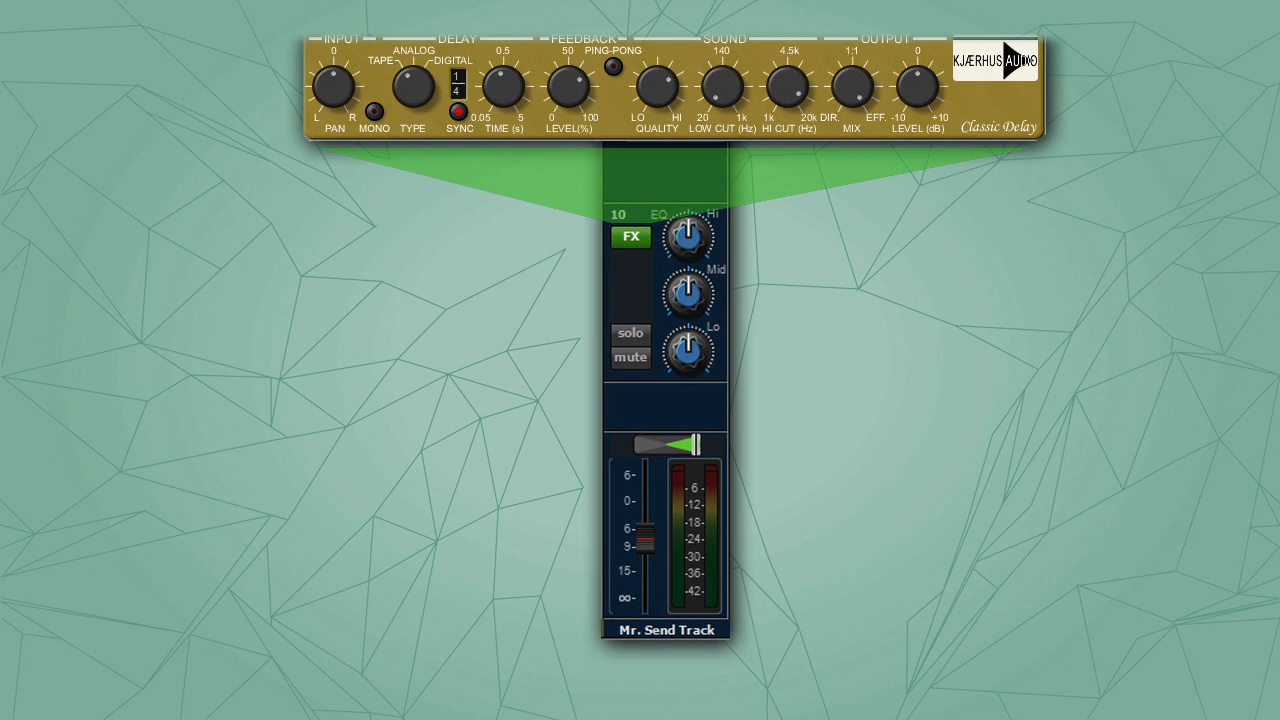 INPUT DELAY FEEDBACK SOUND OUTPUT
0 ANALOG 0.5 50 PING-PONG 140 4.5k 1:1 0
TAPE DIGITAL
KJÆRHUS AUDIO
1
4
L R 0.05 5 0 100 LO HI 20 1k 1k 20k DIR. EFF. -10 +10
PAN MONO TYPE SYNC TIME (s) LEVEL(%) QUALITY LOW CUT (Hz) HI CUT (Hz) MIX LEVEL (dB)
Classic Delay
10 EQ Hi
FX
Mid
Lo
solo
mute
6-
0-
6-
9-
15-
∞-
- 6 -
-12-
-18-
-24-
-30-
-36-
-42-
Mr. Send Track